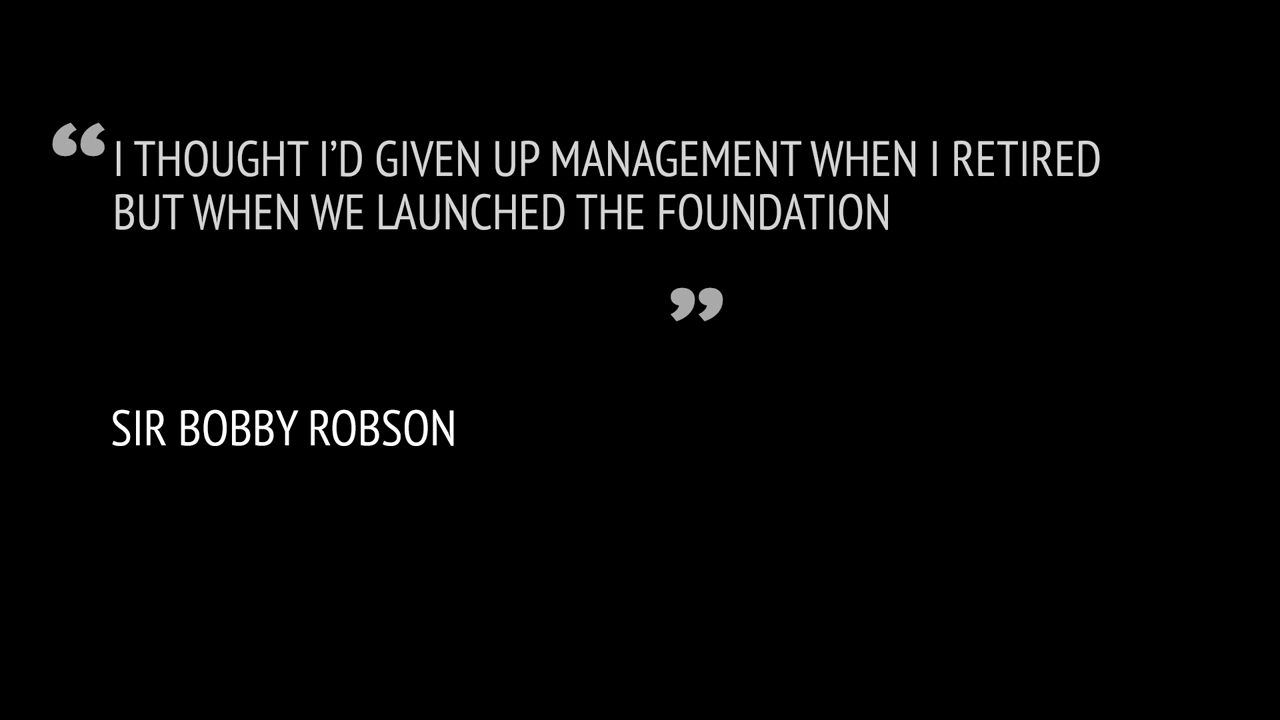 “I THOUGHT I’D GIVEN UP MANAGEMENT WHEN I RETIRED
BUT WHEN WE LAUNCHED THE FOUNDATION
”
SIR BOBBY ROBSON